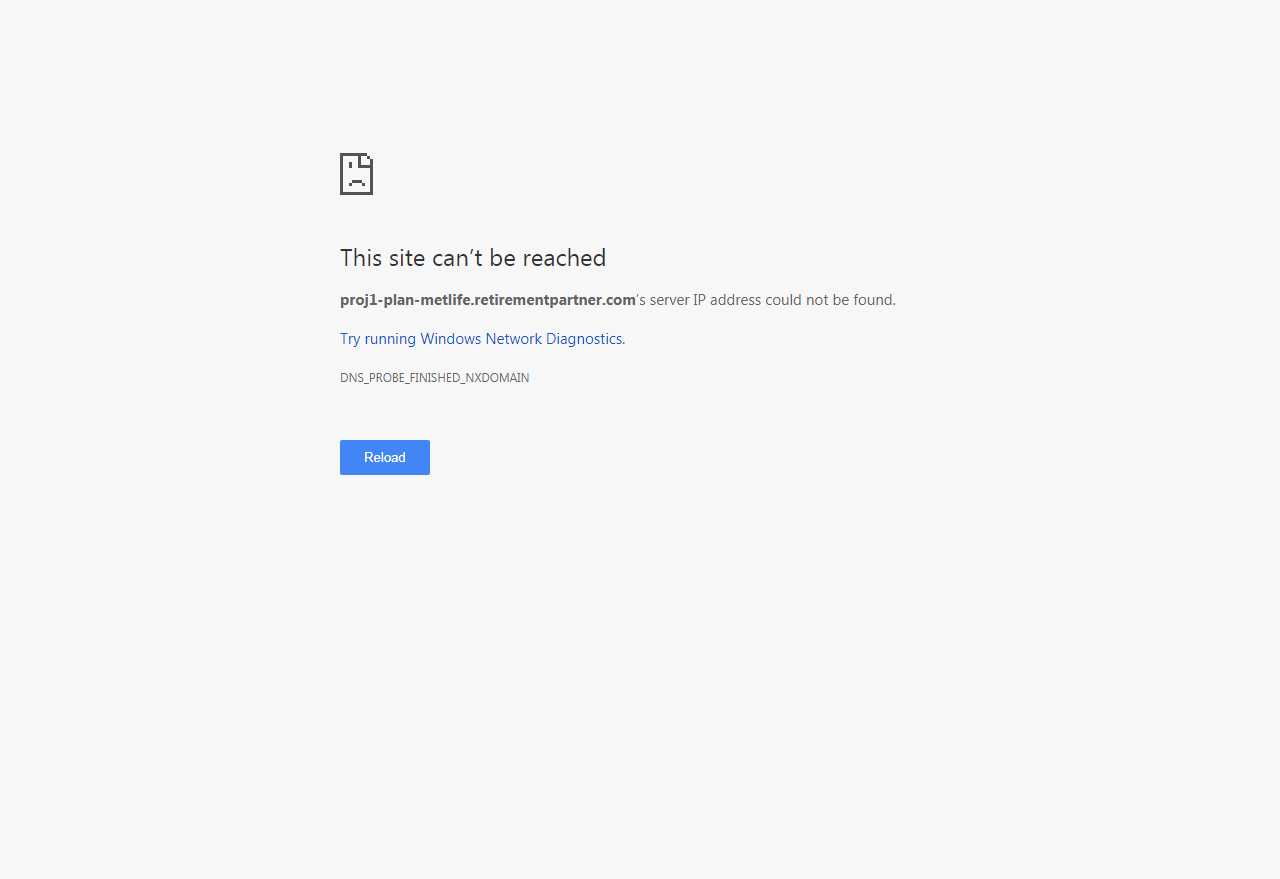 This site can’t be reached
proj1-plan-metlife.retirementpartner.com’s server IP address could not be found.
Try running Windows Network Diagnostics.
DNS_PROBE_FINISHED_NXDOMAIN
Reload